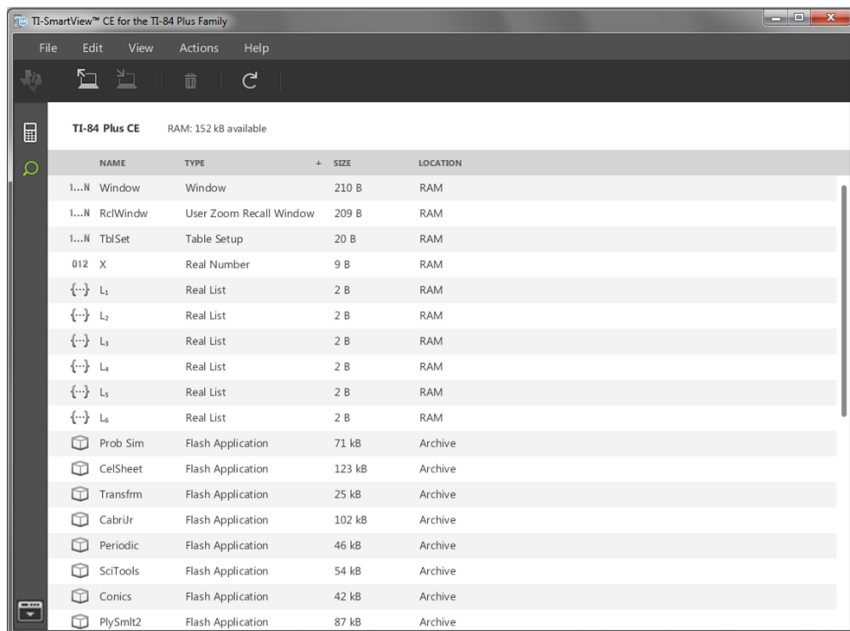 TI-SmartView™ CE for the TI-84 Plus Family
File Edit View Actions Help
TI-84 Plus CE RAM: 152 kB available
NAME TYPE SIZE LOCATION
1...N Window Window 210 B RAM
1...N RclWindw User Zoom Recall Window 209 B RAM
1...N TblSet Table Setup 20 B RAM
012 X Real Number 9 B RAM
{...} L₁ Real List 2 B RAM
{...} L₂ Real List 2 B RAM
{...} L₃ Real List 2 B RAM
{...} L₄ Real List 2 B RAM
{...} L₅ Real List 2 B RAM
{...} L₆ Real List 2 B RAM
Prob Sim Flash Application 71 kB Archive
CelSheet Flash Application 123 kB Archive
Transfrm Flash Application 25 kB Archive
CabriJr Flash Application 102 kB Archive
Periodic Flash Application 46 kB Archive
SciTools Flash Application 54 kB Archive
Conics Flash Application 42 kB Archive
PlySmlt2 Flash Application 87 kB Archive